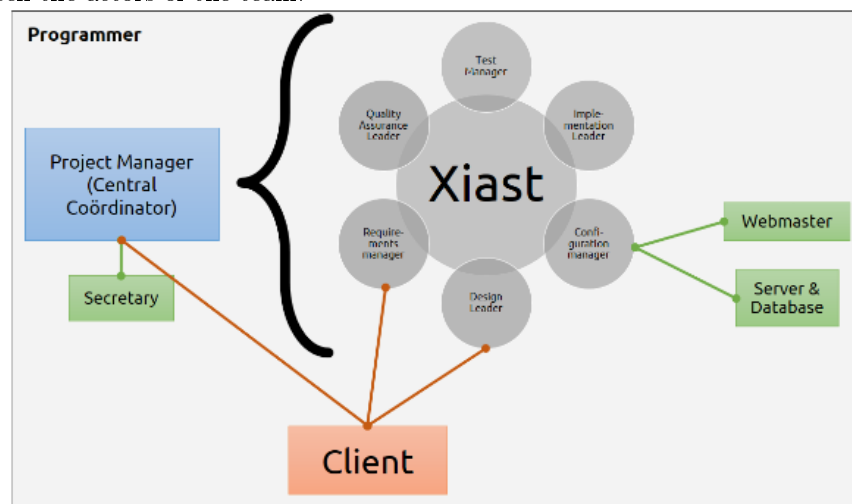 Programmer
Test
Manager
Quality
Assurance
Leader
Imple-
mentation
Leader
Project Manager
(Central
Coördinator)
Xiast
Require-
ments
manager
Confi-
guration
manager
Webmaster
Secretary
Design
Leader
Server &
Database
Client